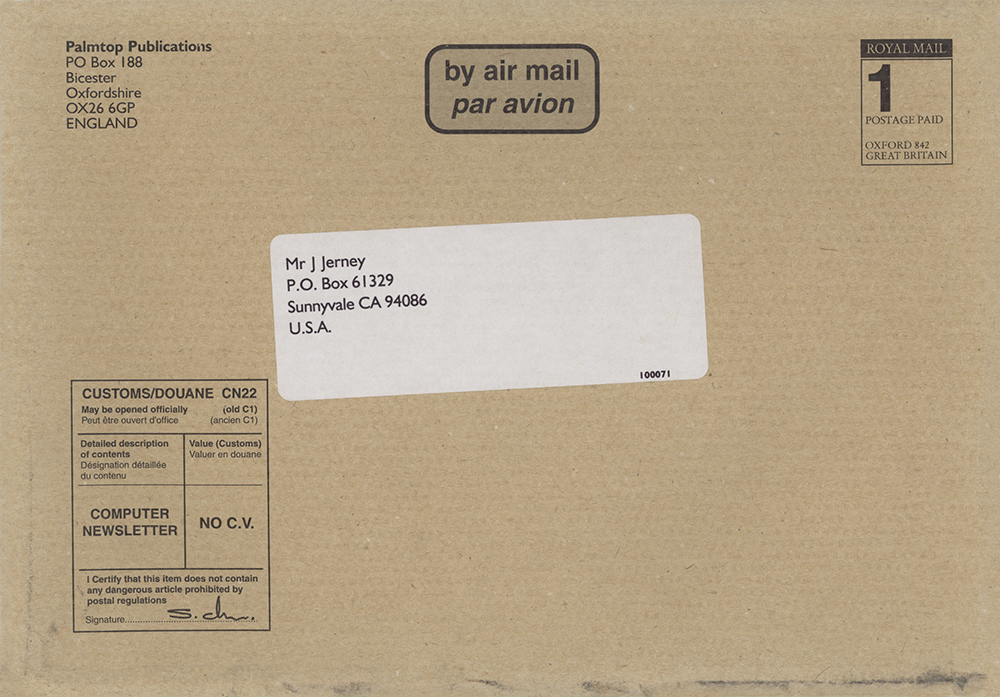 Palmtop Publications
PO Box 188
Bicester
Oxfordshire
OX26 6GP
ENGLAND
by air mail
par avion
ROYAL MAIL
1
POSTAGE PAID
OXFORD 842
GREAT BRITAIN
Mr J Jerney
P.O. Box 61329
Sunnyvale CA 94086
U.S.A.
100071
CUSTOMS/DOUANE CN22
May be opened officially (old C1)
Peut être ouvert d'office (ancien C1)
Detailed description
of contents
Désignation détaillée
du contenu
Value (Customs)
Valuer en douane
COMPUTER
NEWSLETTER
NO C.V.
I Certify that this item does not contain
any dangerous article prohibited by
postal regulations
Signature